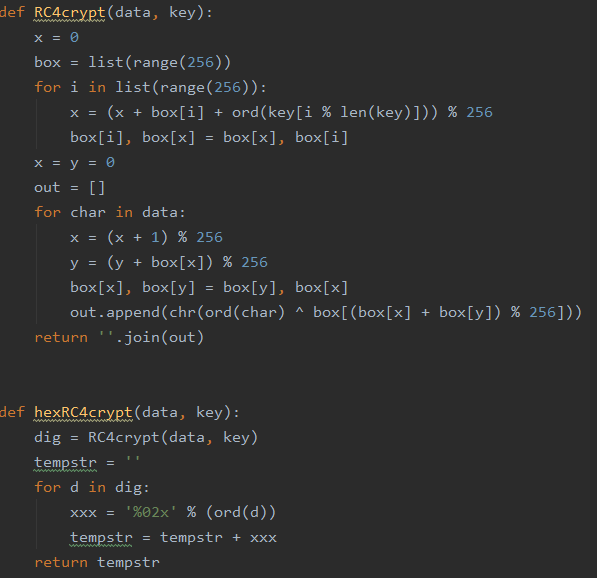 def RC4crypt(data, key):
    x = 0
    box = list(range(256))
    for i in list(range(256)):
        x = (x + box[i] + ord(key[i % len(key)])) % 256
        box[i], box[x] = box[x], box[i]
    x = y = 0
    out = []
    for char in data:
        x = (x + 1) % 256
        y = (y + box[x]) % 256
        box[x], box[y] = box[y], box[x]
        out.append(chr(ord(char) ^ box[(box[x] + box[y]) % 256]))
    return ''.join(out)
def hexRC4crypt(data, key):
    dig = RC4crypt(data, key)
    tempstr = ''
    for d in dig:
        xxx = '%02x' % (ord(d))
        tempstr = tempstr + xxx
    return tempstr